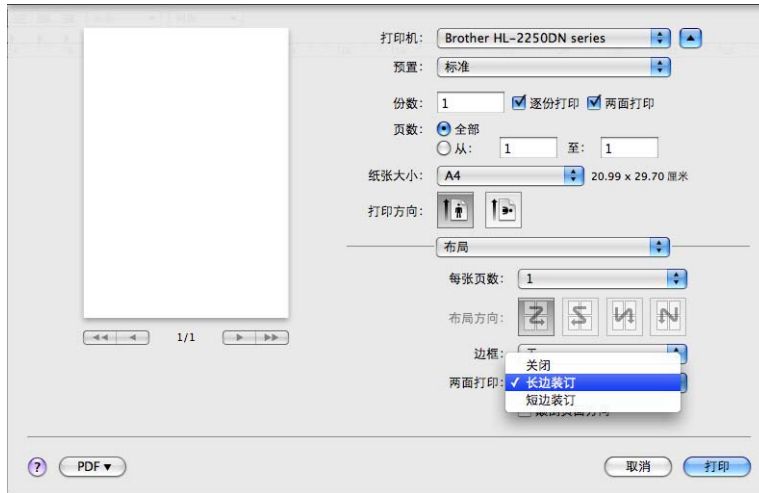 打印机: Brother HL-2250DN series
预置: 标准
份数: 1 逐份打印 两面打印
页数: 全部
从: 1 至: 1
纸张大小: A4 20.99 x 29.70 厘米
打印方向:
布局
每张页数: 1
布局方向:
1/1
边框:
关闭
两面打印: ✓ 长边装订
短边装订
? PDF▼ 取消 打印